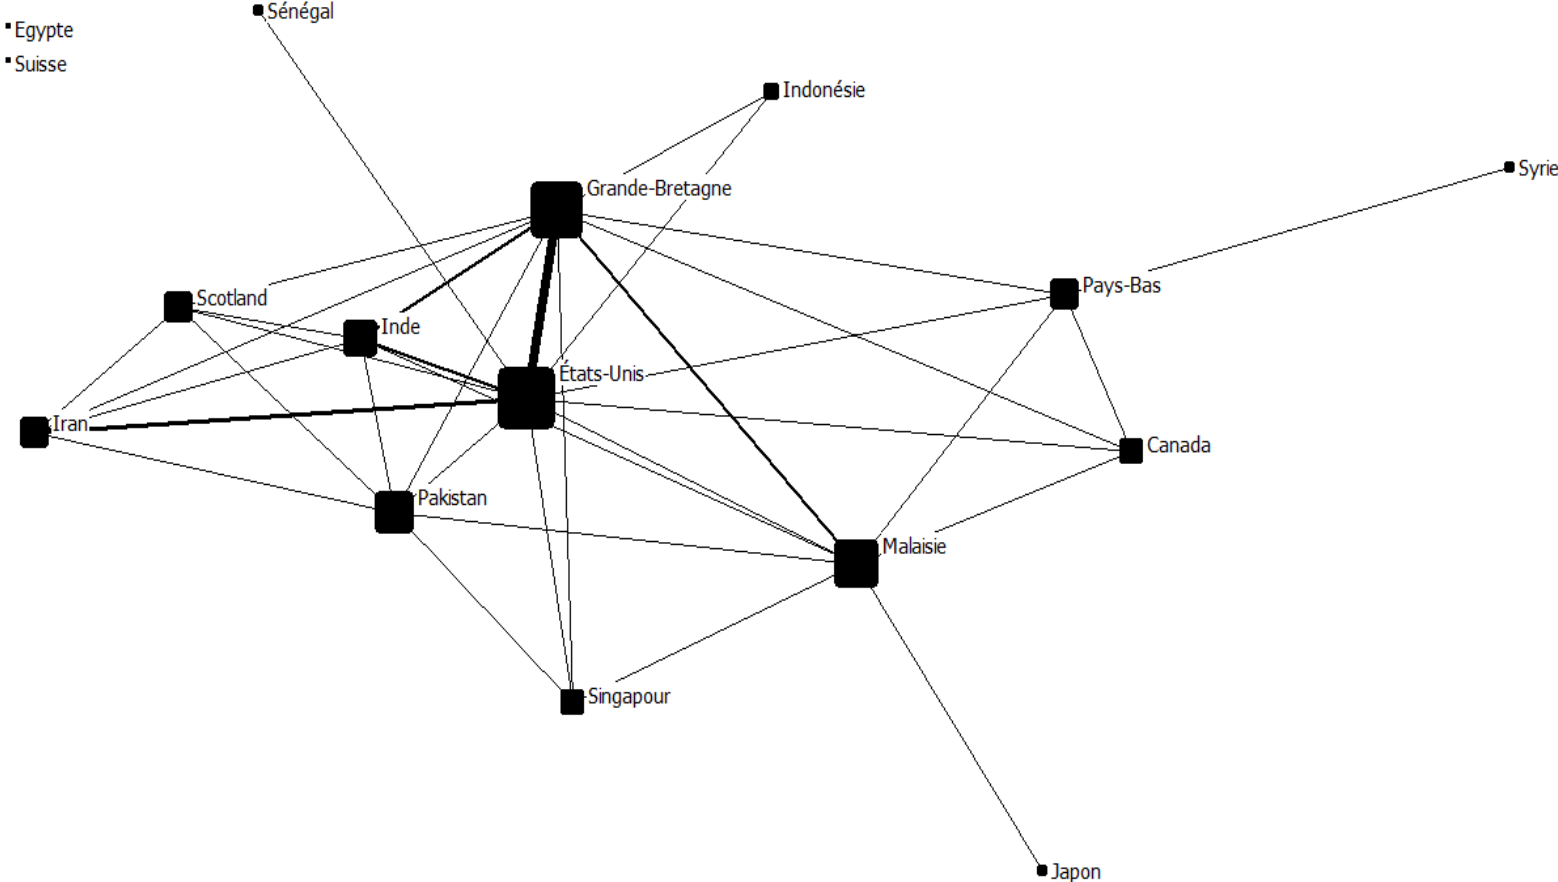 Sénégal
Egypte
Suisse
Indonésie
Syrie
Grande-Bretagne
Pays-Bas
Scotland
Inde
États-Unis
Iran
Canada
Pakistan
Malaisie
Singapour
Japon